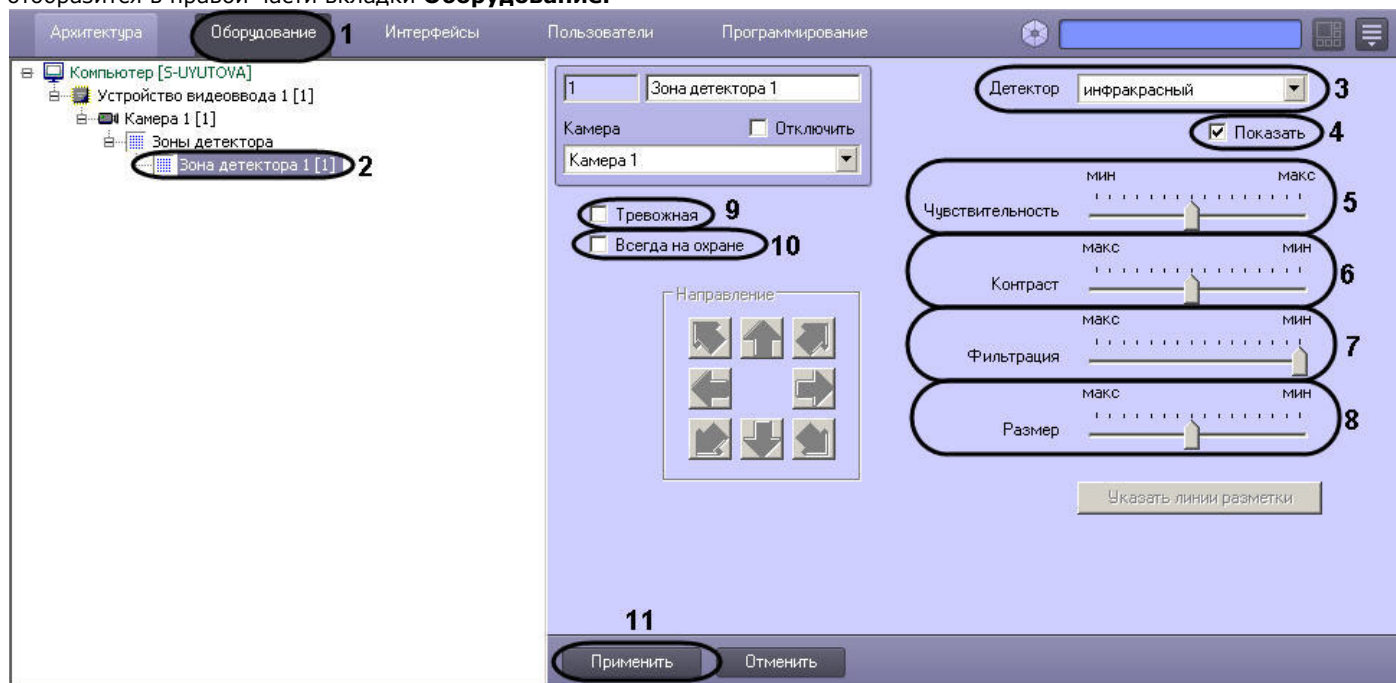 отобразится в правой части вкладки Оборудование.
Архитектура Оборудование 1 Интерфейсы Пользователи Программирование
Компьютер [S-UYUTOVA]
Устройство видеоввода 1 [1]
Камера 1 [1]
Зоны детектора
Зона детектора 1 [1] 2
1 Зона детектора 1
Камера Отключить
Камера 1
Тревожная 9
Всегда на охране 10
Направление
Детектор инфракрасный 3
Показать 4
мин макс
Чувствительность 5
макс мин
Контраст 6
макс мин
Фильтрация 7
макс мин
Размер 8
Указать линии разметки
11
Применить Отменить